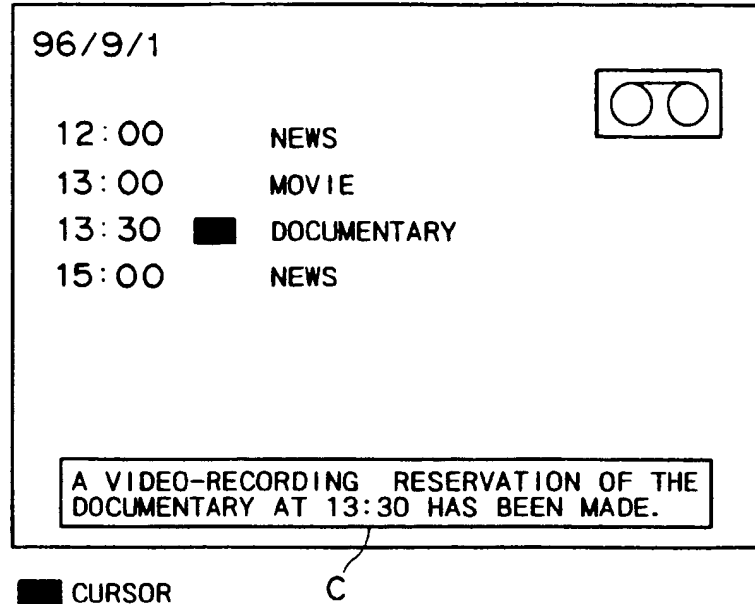 96/9/1
12:00 NEWS
13:00 MOVIE
13:30 DOCUMENTARY
15:00 NEWS
A VIDEO-RECORDING RESERVATION OF THE
DOCUMENTARY AT 13:30 HAS BEEN MADE.
CURSOR
C